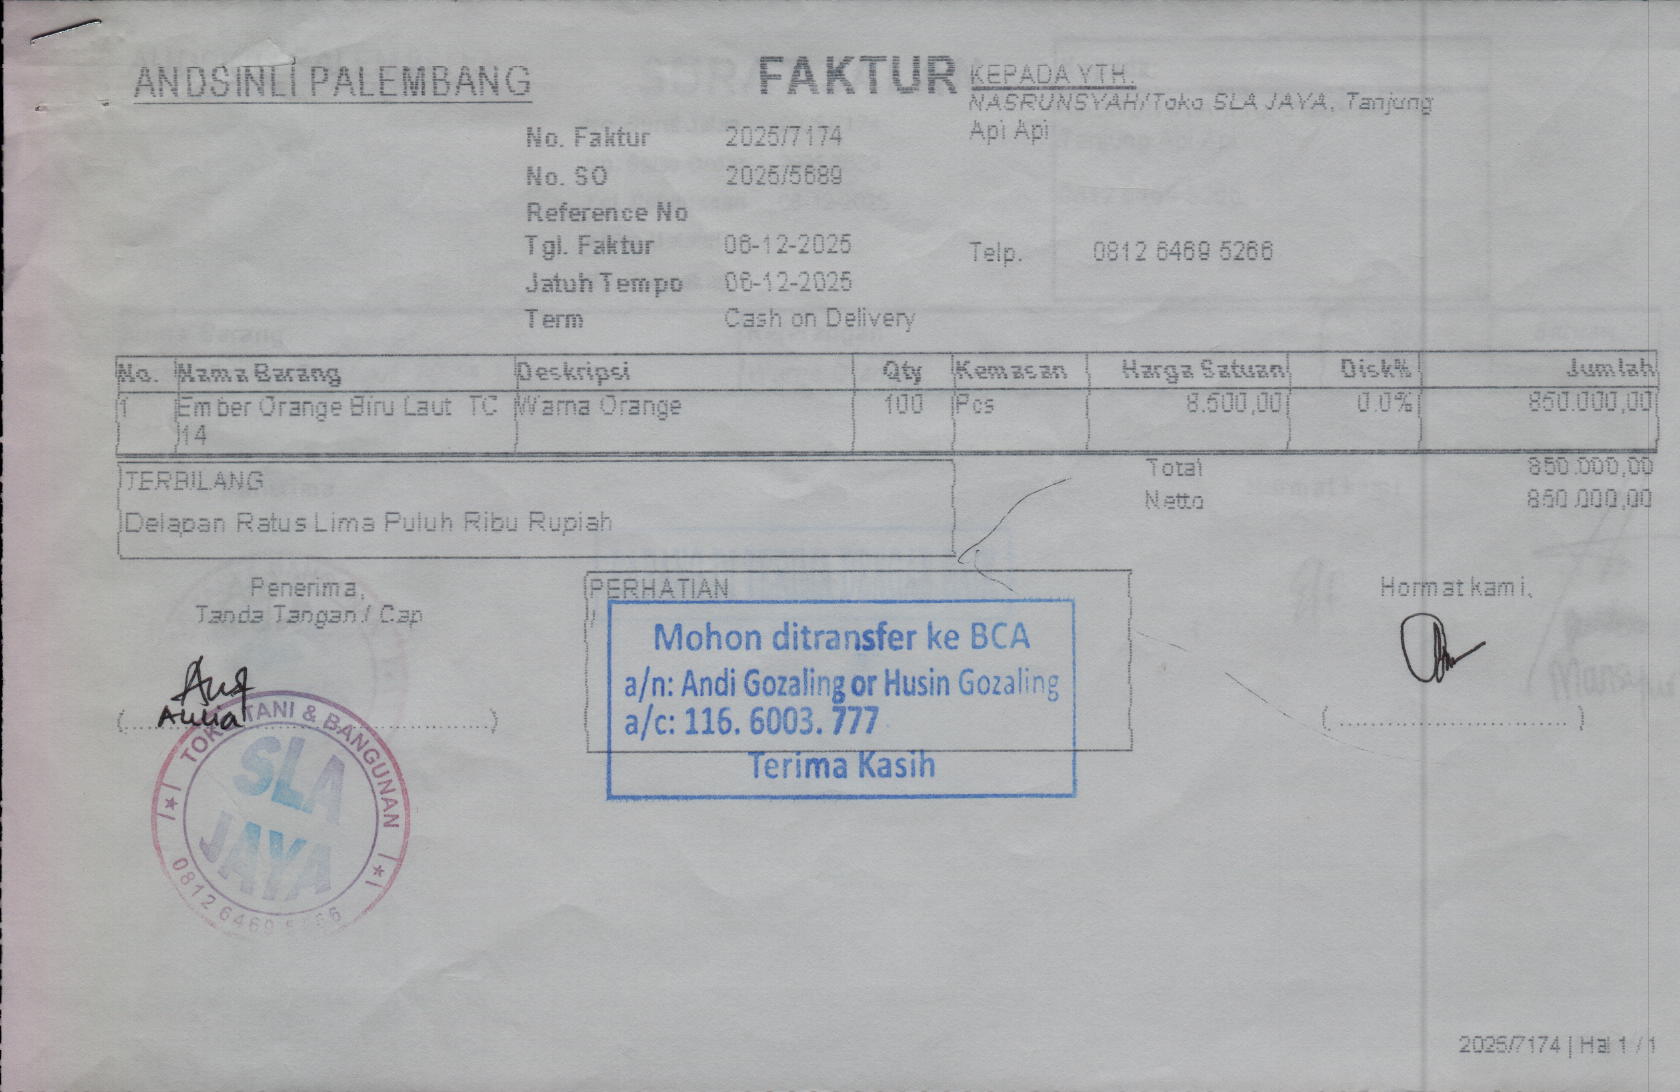 ANDSINLI PALEMBANG
FAKTUR
KEPADA YTH.
NASRUNSYAH/Toko SLA JAYA, Tanjung
Api Api
No. Faktur 2025/7174
No. SO 2025/5689
Reference No
Tgl. Faktur 06-12-2025
Telp. 0812 6469 5266
Jatuh Tempo 06-12-2025
Term Cash on Delivery
No. Nama Barang Deskripsi Qty Kemasan Harga Satuan Disk% Jumlah
1 Ember Orange Biru Laut TC Warna Orange 100 Pcs 8.500,00 0.0% 850.000,00
14
TERBILANG
Total 850.000,00
Netto 850.000,00
Delapan Ratus Lima Puluh Ribu Rupiah
Penerima,
Tanda Tangan / Cap
PERHATIAN
Hormat kami,
Mohon ditransfer ke BCA
a/n: Andi Gozaling or Husin Gozaling
a/c: 116. 6003. 777
Terima Kasih
Aulia
TOKO TANI & BANGUNAN
SLA
JAYA
0812 6469
2025/7174 | Hal 1 / 1